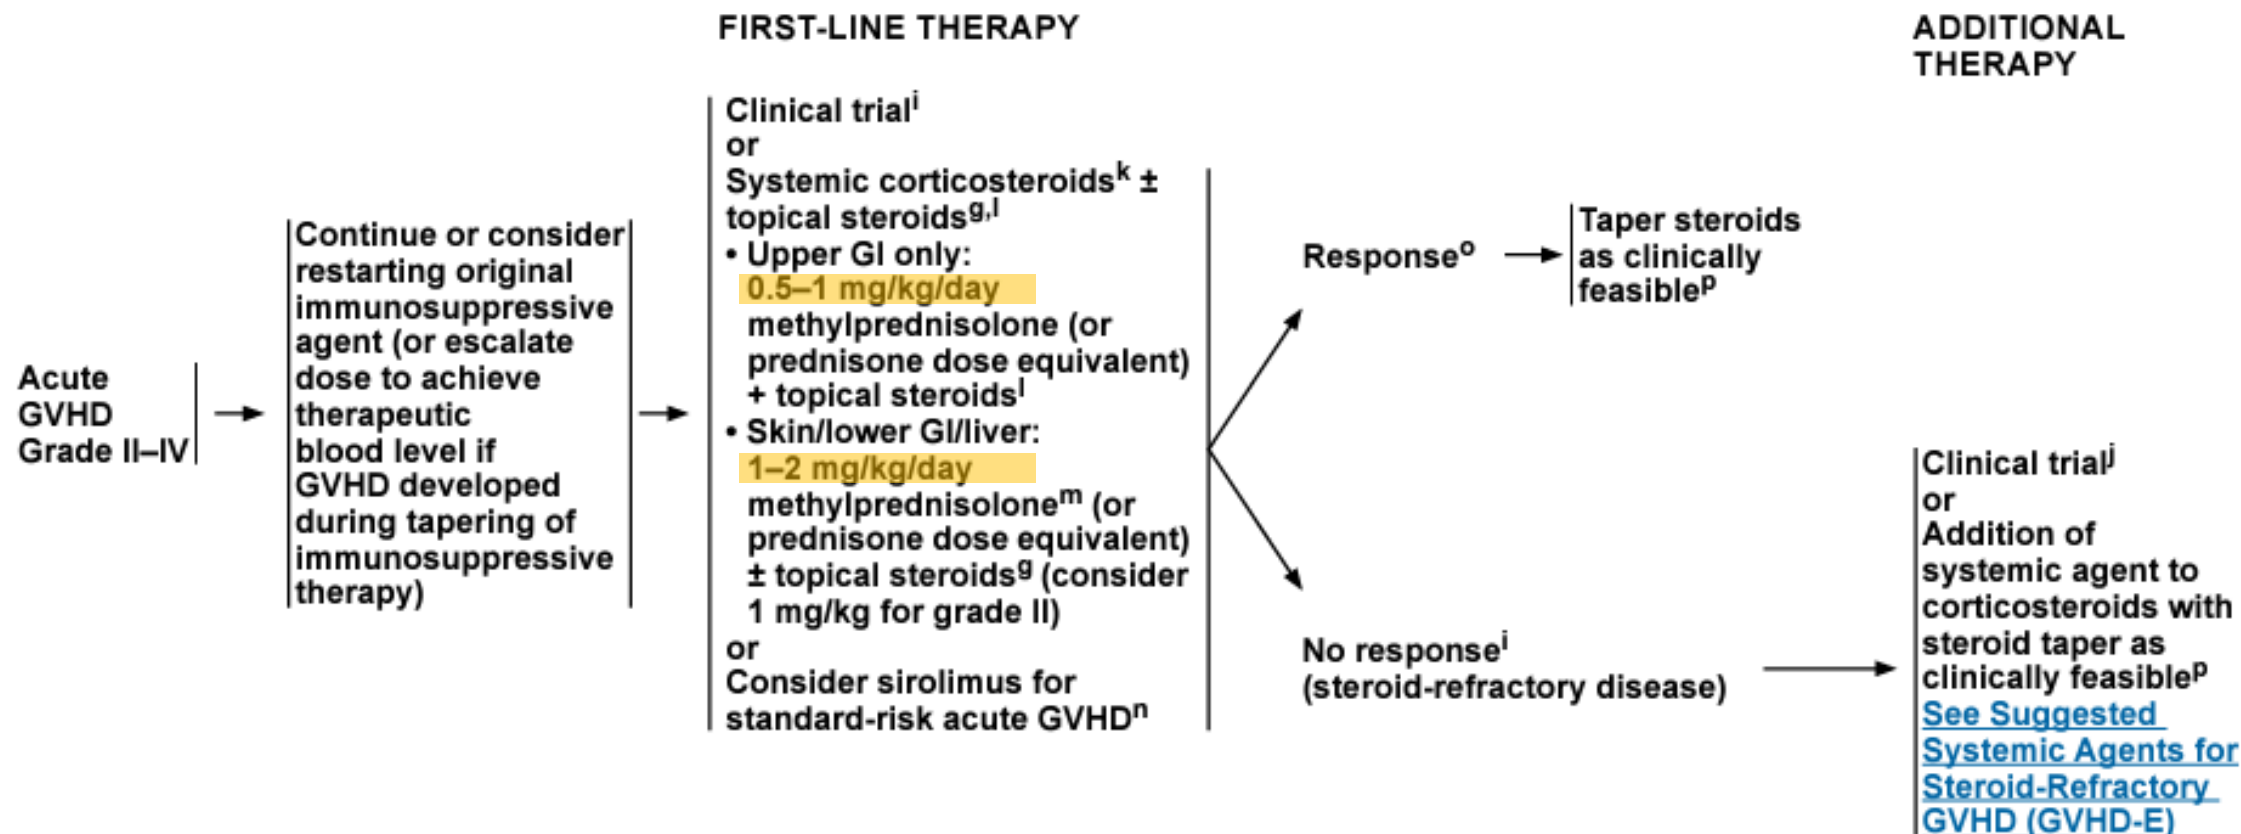 FIRST-LINE THERAPY
ADDITIONAL
THERAPY
Acute
GVHD
Grade II–IV
Continue or consider
restarting original
immunosuppressive
agent (or escalate
dose to achieve
therapeutic
blood level if
GVHD developed
during tapering of
immunosuppressive
therapy)
Clinical trialⁱ
or
Systemic corticosteroidsᵏ ±
topical steroidsᵍ,ˡ
• Upper GI only:
0.5–1 mg/kg/day
methylprednisolone (or
prednisone dose equivalent)
+ topical steroidsˡ
• Skin/lower GI/liver:
1–2 mg/kg/day
methylprednisoloneᵐ (or
prednisone dose equivalent)
± topical steroidsᵍ (consider
1 mg/kg for grade II)
or
Consider sirolimus for
standard-risk acute GVHDⁿ
Responseᵒ
Taper steroids
as clinically
feasibleᵖ
No responseⁱ
(steroid-refractory disease)
Clinical trialʲ
or
Addition of
systemic agent to
corticosteroids with
steroid taper as
clinically feasibleᵖ
See Suggested
Systemic Agents for
Steroid-Refractory
GVHD (GVHD-E)